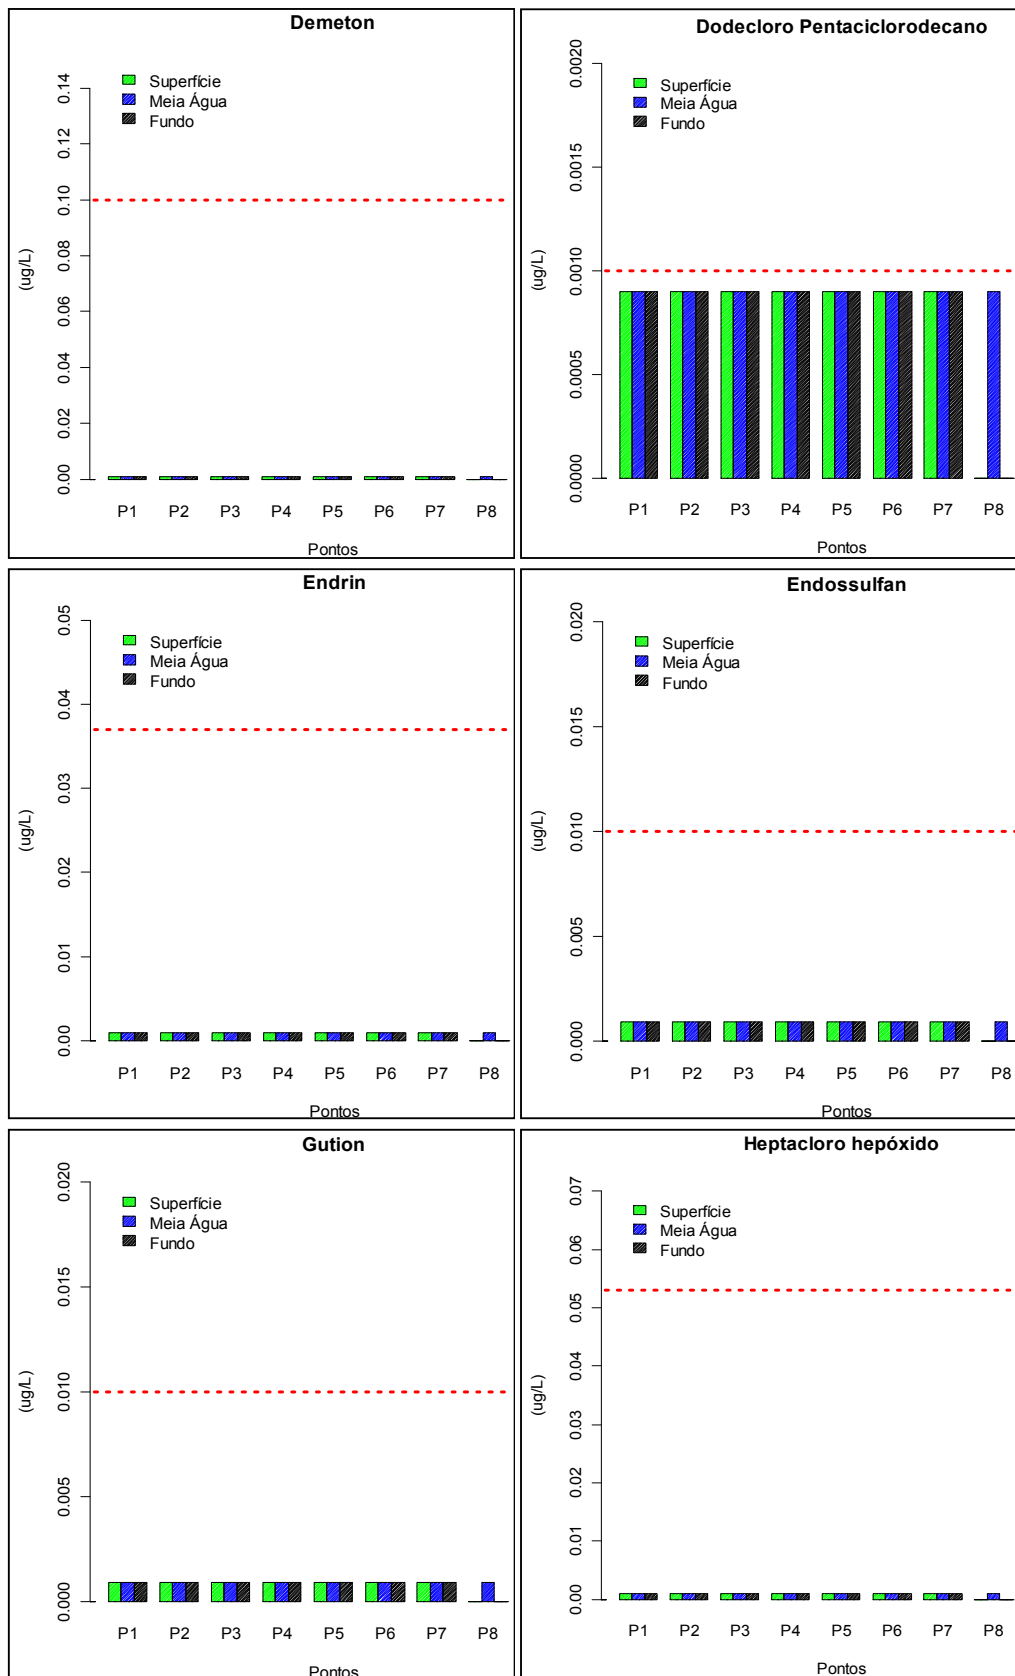 Demeton
Superfície
Meia Água
Fundo
0.14
0.12
0.10
0.08
0.06
0.04
0.02
0.00
(ug/L)
P1 P2 P3 P4 P5 P6 P7 P8
Pontos
Dodecloro Pentaciclorodecano
Superfície
Meia Água
Fundo
0.0020
0.0015
0.0010
0.0005
0.0000
(ug/L)
P1 P2 P3 P4 P5 P6 P7 P8
Pontos
Endrin
Superfície
Meia Água
Fundo
0.05
0.04
0.03
0.02
0.01
0.00
(ug/L)
P1 P2 P3 P4 P5 P6 P7 P8
Pontos
Endossulfan
Superfície
Meia Água
Fundo
0.020
0.015
0.010
0.005
0.000
(ug/L)
P1 P2 P3 P4 P5 P6 P7 P8
Pontos
Gution
Superfície
Meia Água
Fundo
0.020
0.015
0.010
0.005
0.000
(ug/L)
P1 P2 P3 P4 P5 P6 P7 P8
Pontos
Heptacloro hepóxido
Superfície
Meia Água
Fundo
0.07
0.06
0.05
0.04
0.03
0.02
0.01
0.00
(ug/L)
P1 P2 P3 P4 P5 P6 P7 P8
Pontos